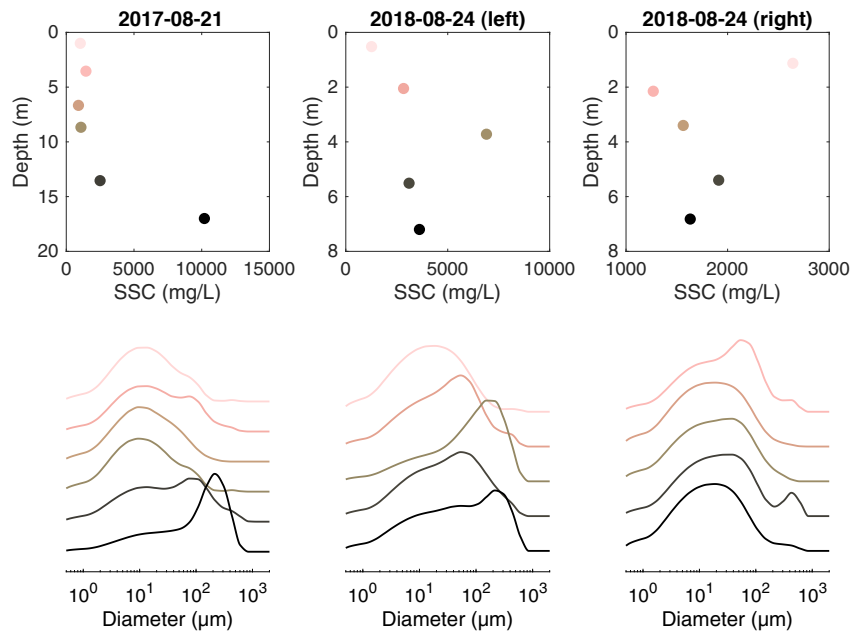 2017-08-21
2018-08-24 (left)
2018-08-24 (right)
0
5
10
15
20
Depth (m)
0 5000 10000 15000
SSC (mg/L)
0
2
4
6
8
Depth (m)
0 5000 10000
SSC (mg/L)
0
2
4
6
8
Depth (m)
1000 2000 3000
SSC (mg/L)
10^0 10^1 10^2 10^3
Diameter (µm)
10^0 10^1 10^2 10^3
Diameter (µm)
10^0 10^1 10^2 10^3
Diameter (µm)